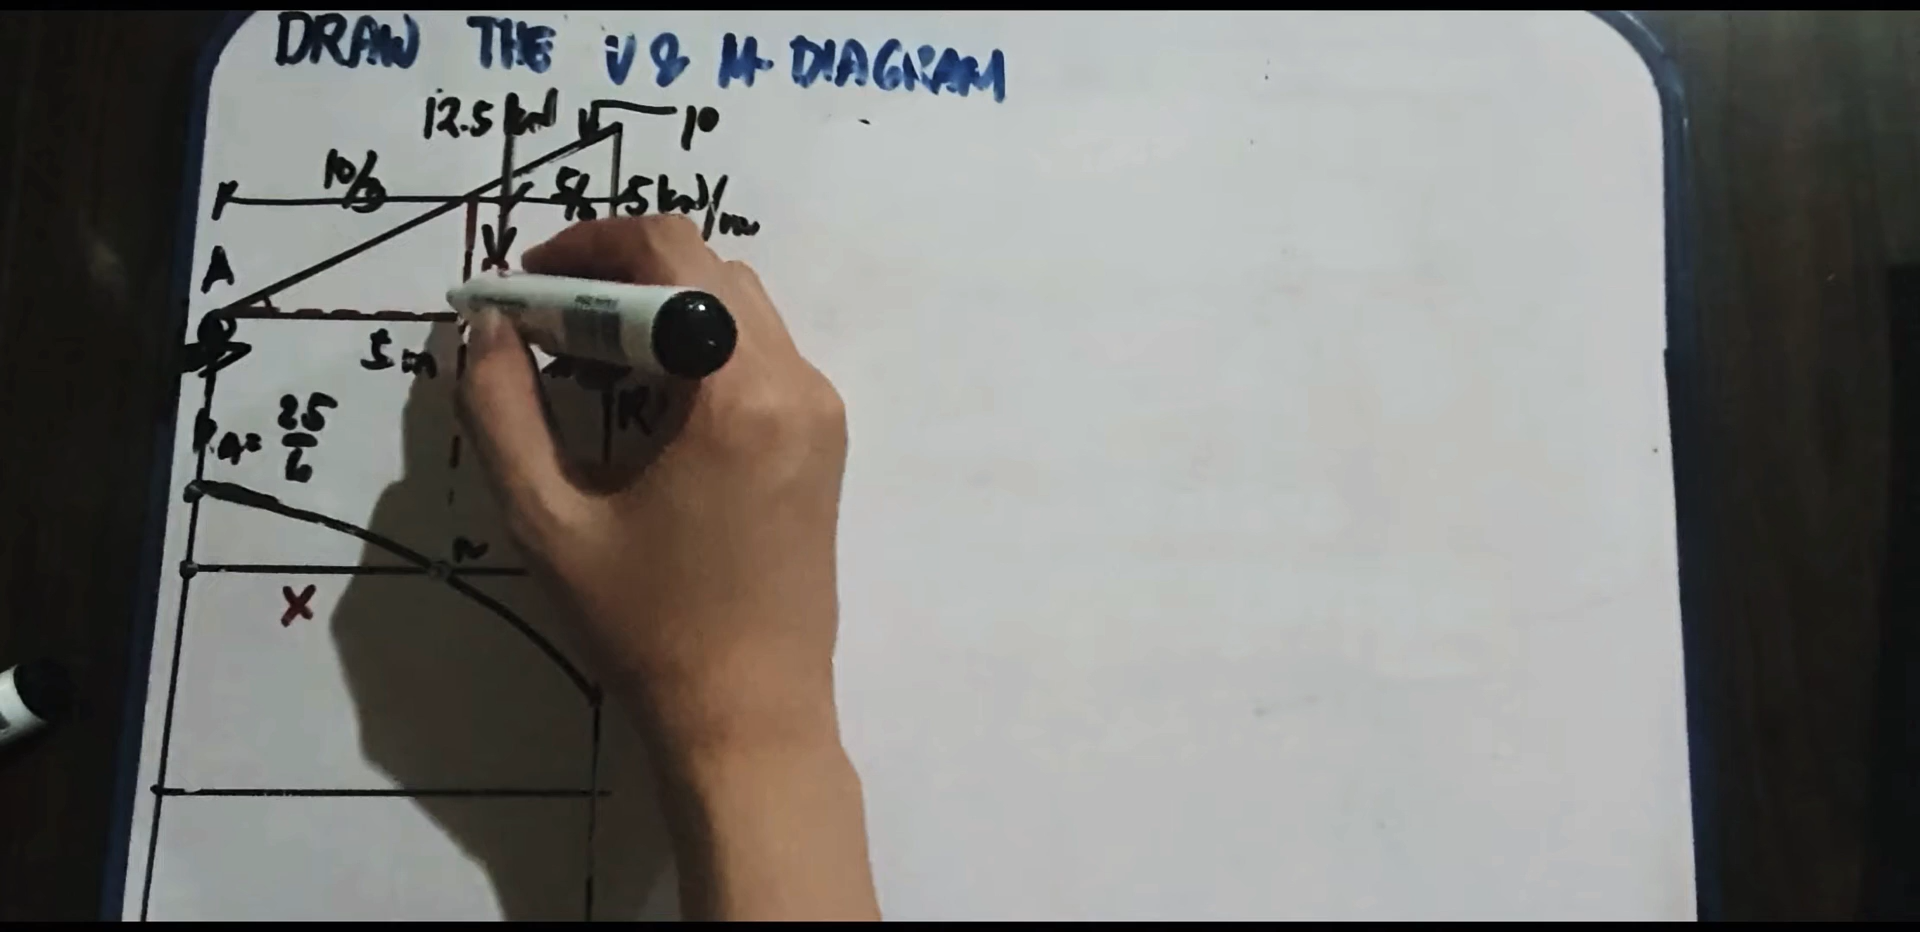 DRAW THE V & M DIAGRAM
12.5 kN
10
10/3
5/3
5 kN/m
A
5 m
R
RA = 25/6
x